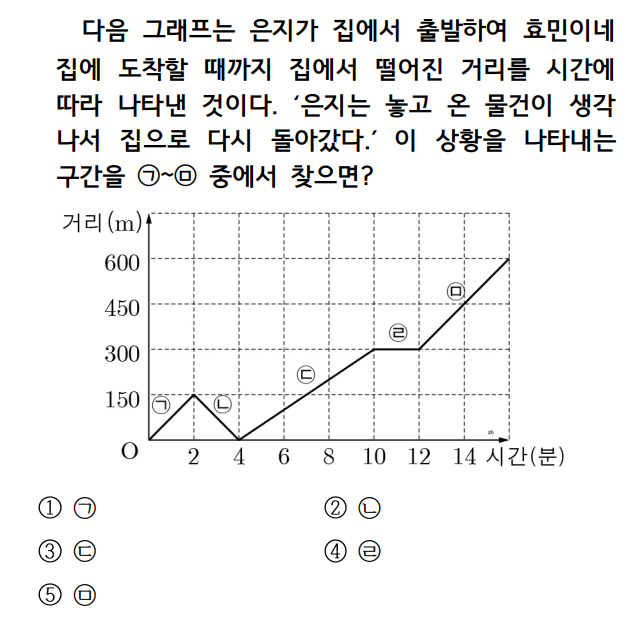 다음 그래프는 은지가 집에서 출발하여 효민이네
집에 도착할 때까지 집에서 떨어진 거리를 시간에
따라 나타낸 것이다. ‘은지는 놓고 온 물건이 생각
나서 집으로 다시 돌아갔다.’ 이 상황을 나타내는
구간을 ㉠~㉤ 중에서 찾으면?
거리(m)
600
㉤
450
㉣
300
㉢
150
㉠ ㉡
O 2 4 6 8 10 12 14 시간(분)
① ㉠ ② ㉡
③ ㉢ ④ ㉣
⑤ ㉤